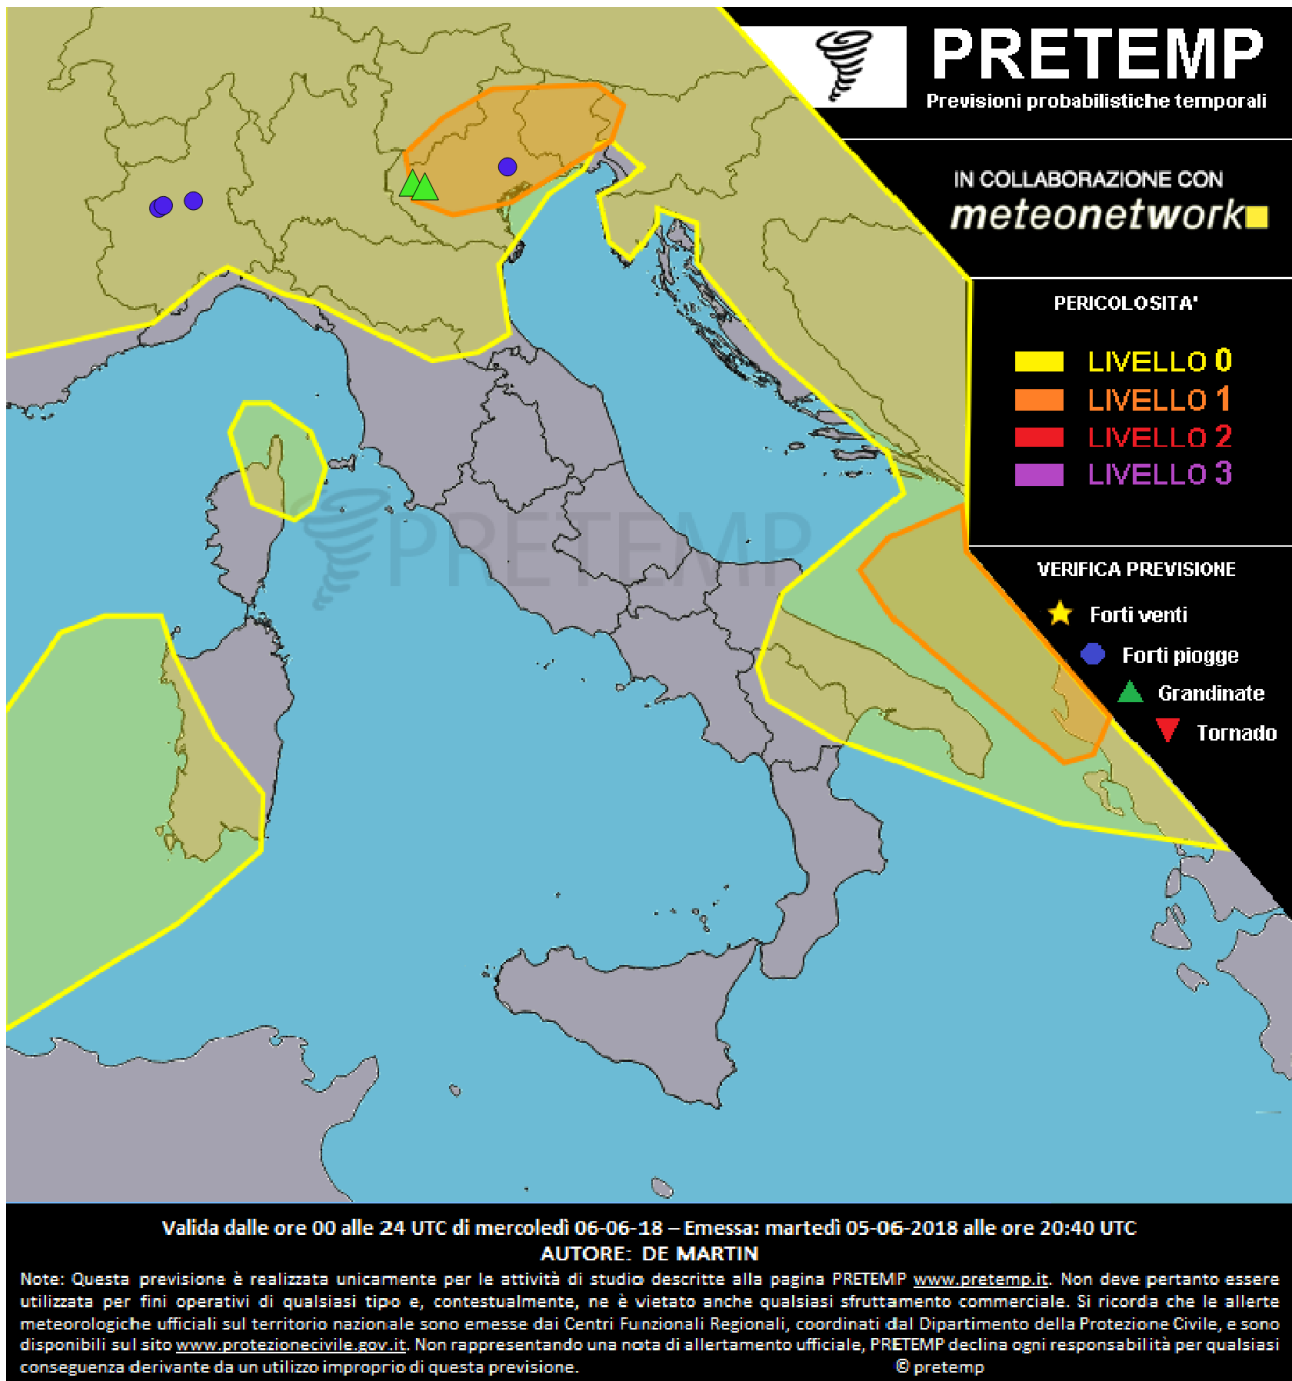 PRETEMP
Previsioni probabilistiche temporali
IN COLLABORAZIONE CON
meteonetwork
PERICOLOSITA'
LIVELLO 0
LIVELLO 1
LIVELLO 2
LIVELLO 3
PRETEMP
VERIFICA PREVISIONE
Forti venti
Forti piogge
Grandinate
Tornado
Valida dalle ore 00 alle 24 UTC di mercoledì 06-06-18 – Emessa: martedì 05-06-2018 alle ore 20:40 UTC
AUTORE: DE MARTIN
Note: Questa previsione è realizzata unicamente per le attività di studio descritte alla pagina PRETEMP www.pretemp.it. Non deve pertanto essere
utilizzata per fini operativi di qualsiasi tipo e, contestualmente, ne è vietato anche qualsiasi sfruttamento commerciale. Si ricorda che le allerte
meteorologiche ufficiali sul territorio nazionale sono emesse dai Centri Funzionali Regionali, coordinati dal Dipartimento della Protezione Civile, e sono
disponibili sul sito www.protezionecivile.gov.it. Non rappresentando una nota di allertamento ufficiale, PRETEMP declina ogni responsabilità per qualsiasi
conseguenza derivante da un utilizzo improprio di questa previsione. © pretemp